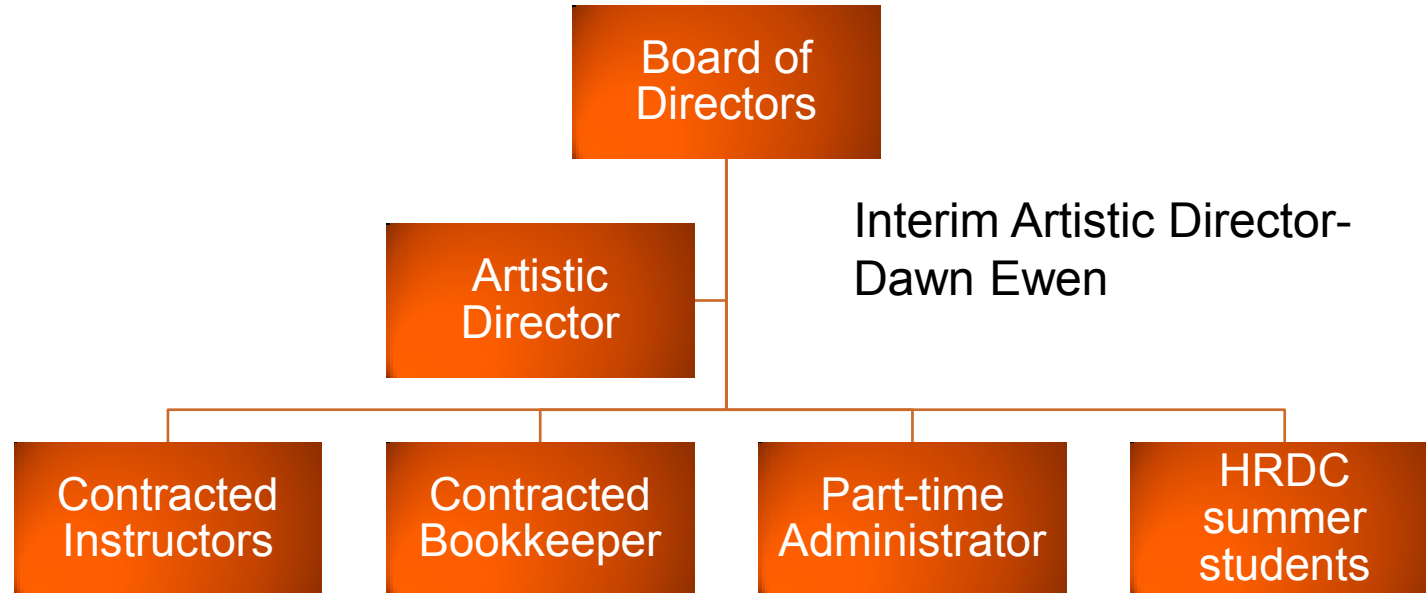 Board of
Directors
Interim Artistic Director-
Dawn Ewen
Artistic
Director
Contracted
Instructors
Contracted
Bookkeeper
Part-time
Administrator
HRDC
summer
students